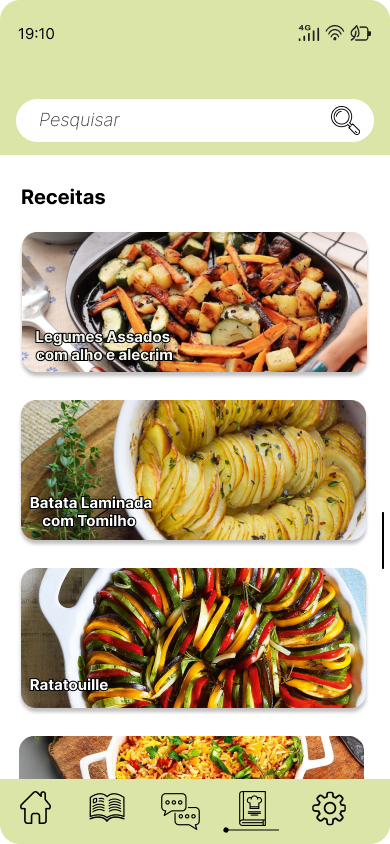 19:10
4G
Pesquisar
Receitas
Legumes Assados
com alho e alecrim
Batata Laminada
com Tomilho
Ratatouille